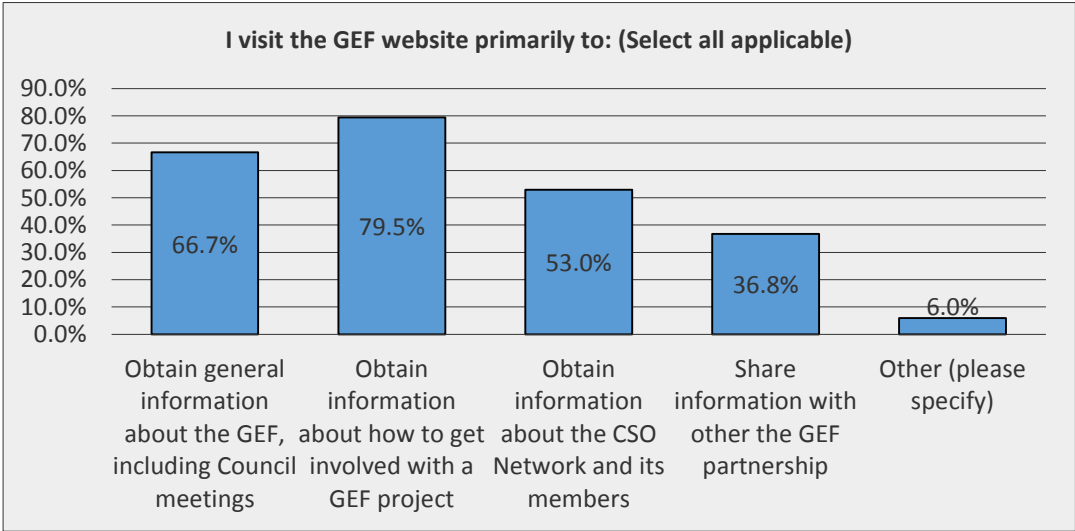 I visit the GEF website primarily to: (Select all applicable)
90.0%
80.0%
70.0%
60.0%
50.0%
40.0%
30.0%
20.0%
10.0%
0.0%
66.7%
79.5%
53.0%
36.8%
6.0%
Obtain general
information
about the GEF,
including Council
meetings
Obtain
information
about how to get
involved with a
GEF project
Obtain
information
about the CSO
Network and its
members
Share
information with
other the GEF
partnership
Other (please
specify)